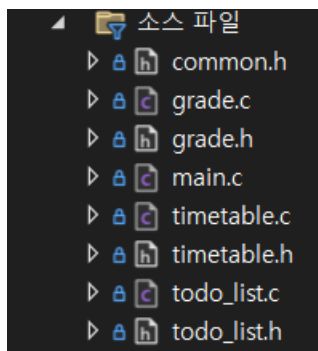 소스 파일
common.h
grade.c
grade.h
main.c
timetable.c
timetable.h
todo_list.c
todo_list.h